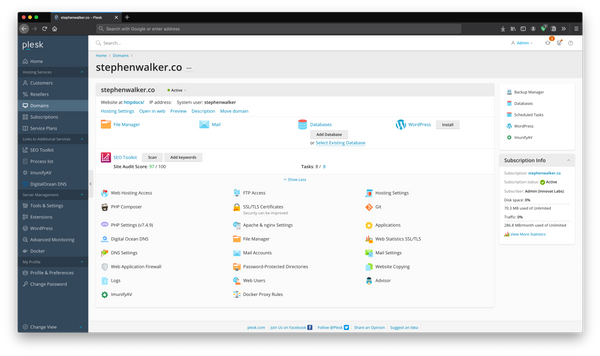 stephenwalker.co - Plesk
Search with Google or enter address
plesk
Search...
Admin
Home
Hosting Services
Customers
Resellers
Domains
Subscriptions
Service Plans
Links to Additional Services
SEO Toolkit
Process list
ImunifyAV
DigitalOcean DNS
Server Management
Tools & Settings
Extensions
WordPress
Advanced Monitoring
Docker
My Profile
Profile & Preferences
Change Password
Change View
Home Domains
stephenwalker.co
stephenwalker.co Active
Website at httpdocs/ IP address: System user: stephenwalker
Hosting Settings Open in web Preview Description Move domain
File Manager Mail Databases WordPress Install
Add Database
or Select Existing Database
SEO Toolkit Scan Add keywords
Site Audit Score: 97 / 100 Tasks: 8 / 8
Show Less
Web Hosting Access FTP Access Hosting Settings
PHP Composer SSL/TLS Certificates Git
Security can be improved
PHP Settings (v7.4.9) Apache & nginx Settings Applications
Digital Ocean DNS File Manager Web Statistics SSL/TLS
DNS Settings Mail Accounts Mail Settings
Web Application Firewall Password-Protected Directories Website Copying
Logs Web Users Advisor
ImunifyAV Docker Proxy Rules
Backup Manager
Databases
Scheduled Tasks
WordPress
ImunifyAV
Subscription Info
Subscription: stephenwalker.co
Subscription status: Active
Subscriber: Admin (Innovat Labs)
Disk space: 0%
70.3 MB used of Unlimited
Traffic: 0%
286.8 MB/month used of Unlimited
View More Statistics
plesk.com Join Us on Facebook Follow @Plesk Share an Opinion Suggest an Idea